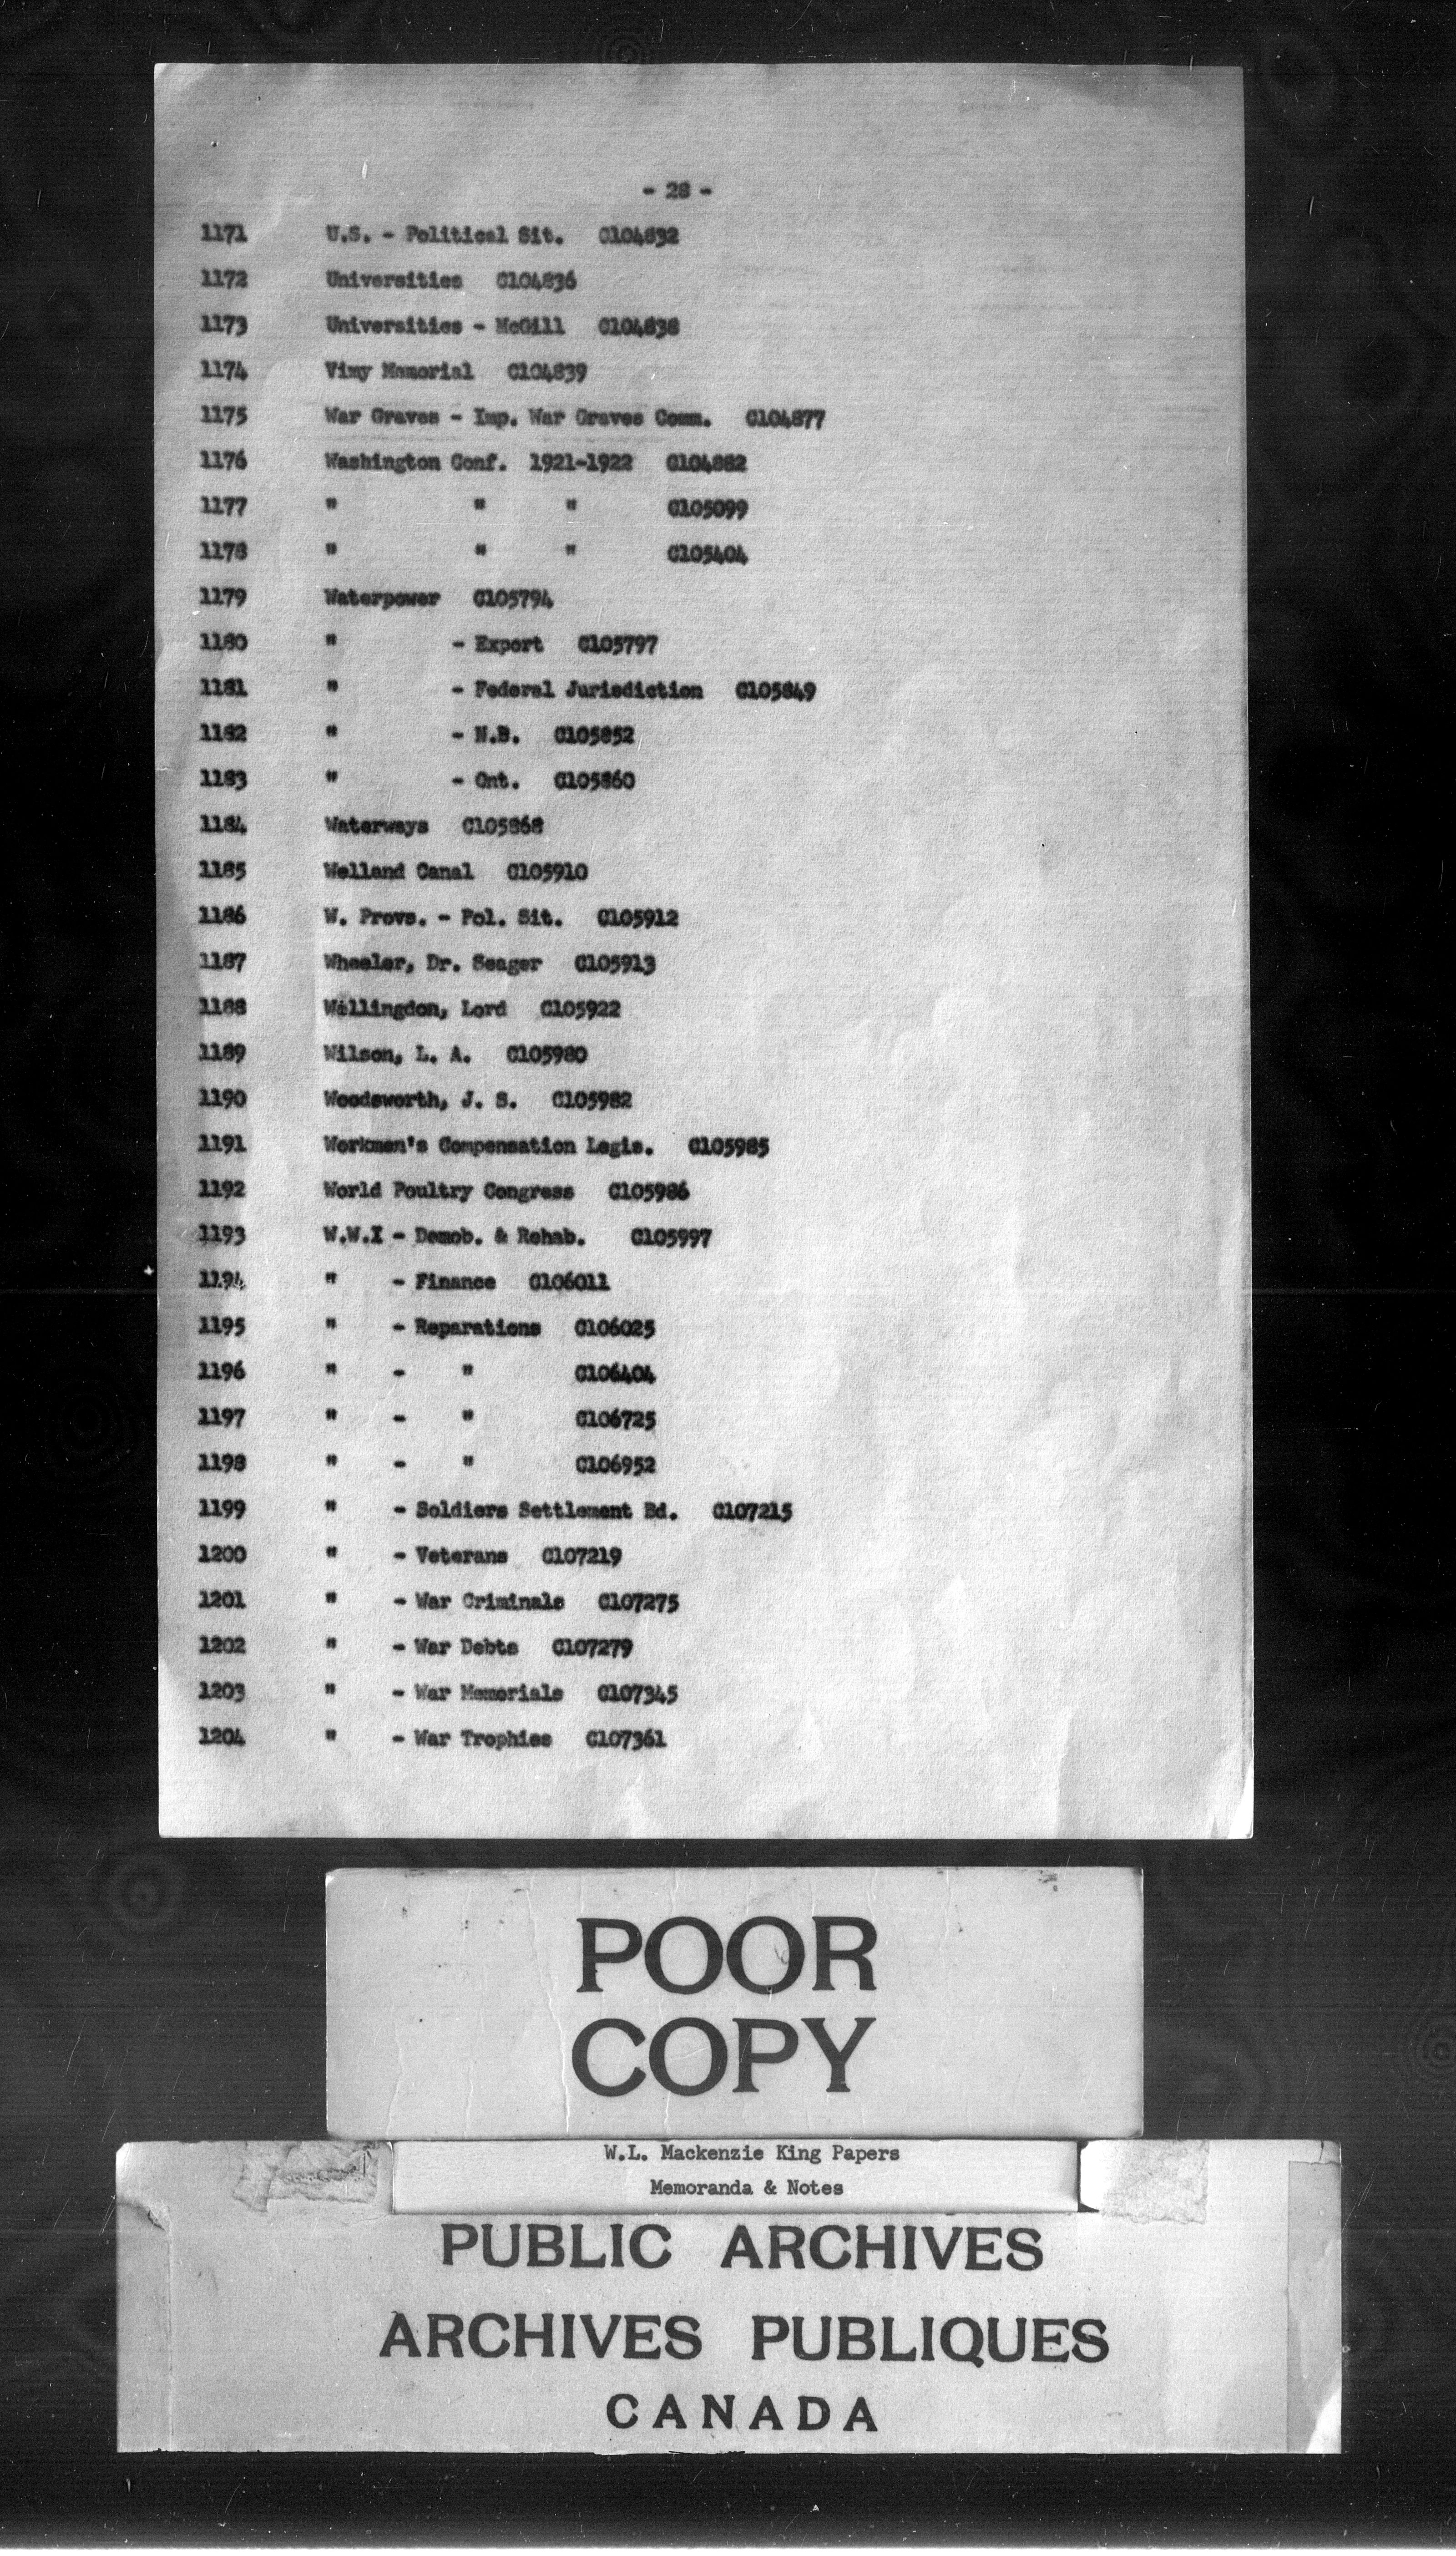 - 28 -
1171 U.S. - Political Sit. C104832
1172 Universities C104836
1173 Universities - McGill C104838
1174 Vimy Memorial C104839
1175 War Graves - Imp. War Graves Comm. C104877
1176 Washington Conf. 1921-1922 C104882
1177 " " " C105099
1178 " " " C105404
1179 Waterpower C105794
1180 " - Export C105797
1181 " - Federal Jurisdiction C105849
1182 " - N.B. C105852
1183 " - Ont. C105860
1184 Waterways C105868
1185 Welland Canal C105910
1186 W. Provs. - Pol. Sit. C105912
1187 Wheeler, Dr. Seager C105913
1188 Willingdon, Lord C105922
1189 Wilson, L. A. C105980
1190 Woodsworth, J. S. C105982
1191 Workmen's Compensation Legis. C105985
1192 World Poultry Congress C105986
1193 W.W.I - Demob. & Rehab. C105997
1194 " - Finance C106011
1195 " - Reparations C106025
1196 " - " C106404
1197 " - " C106725
1198 " - " C106952
1199 " - Soldiers Settlement Bd. C107215
1200 " - Veterans C107219
1201 " - War Criminals C107275
1202 " - War Debts C107279
1203 " - War Memorials C107345
1204 " - War Trophies C107361
POOR
COPY
W.L. Mackenzie King Papers
Memoranda & Notes
PUBLIC ARCHIVES
ARCHIVES PUBLIQUES
CANADA